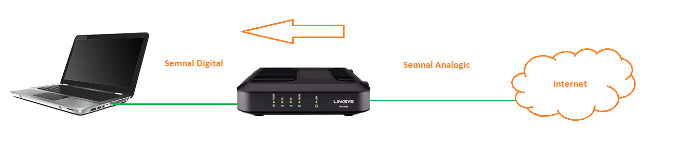 Semnal Digital
Semnal Analogic
Internet
LINKSYS